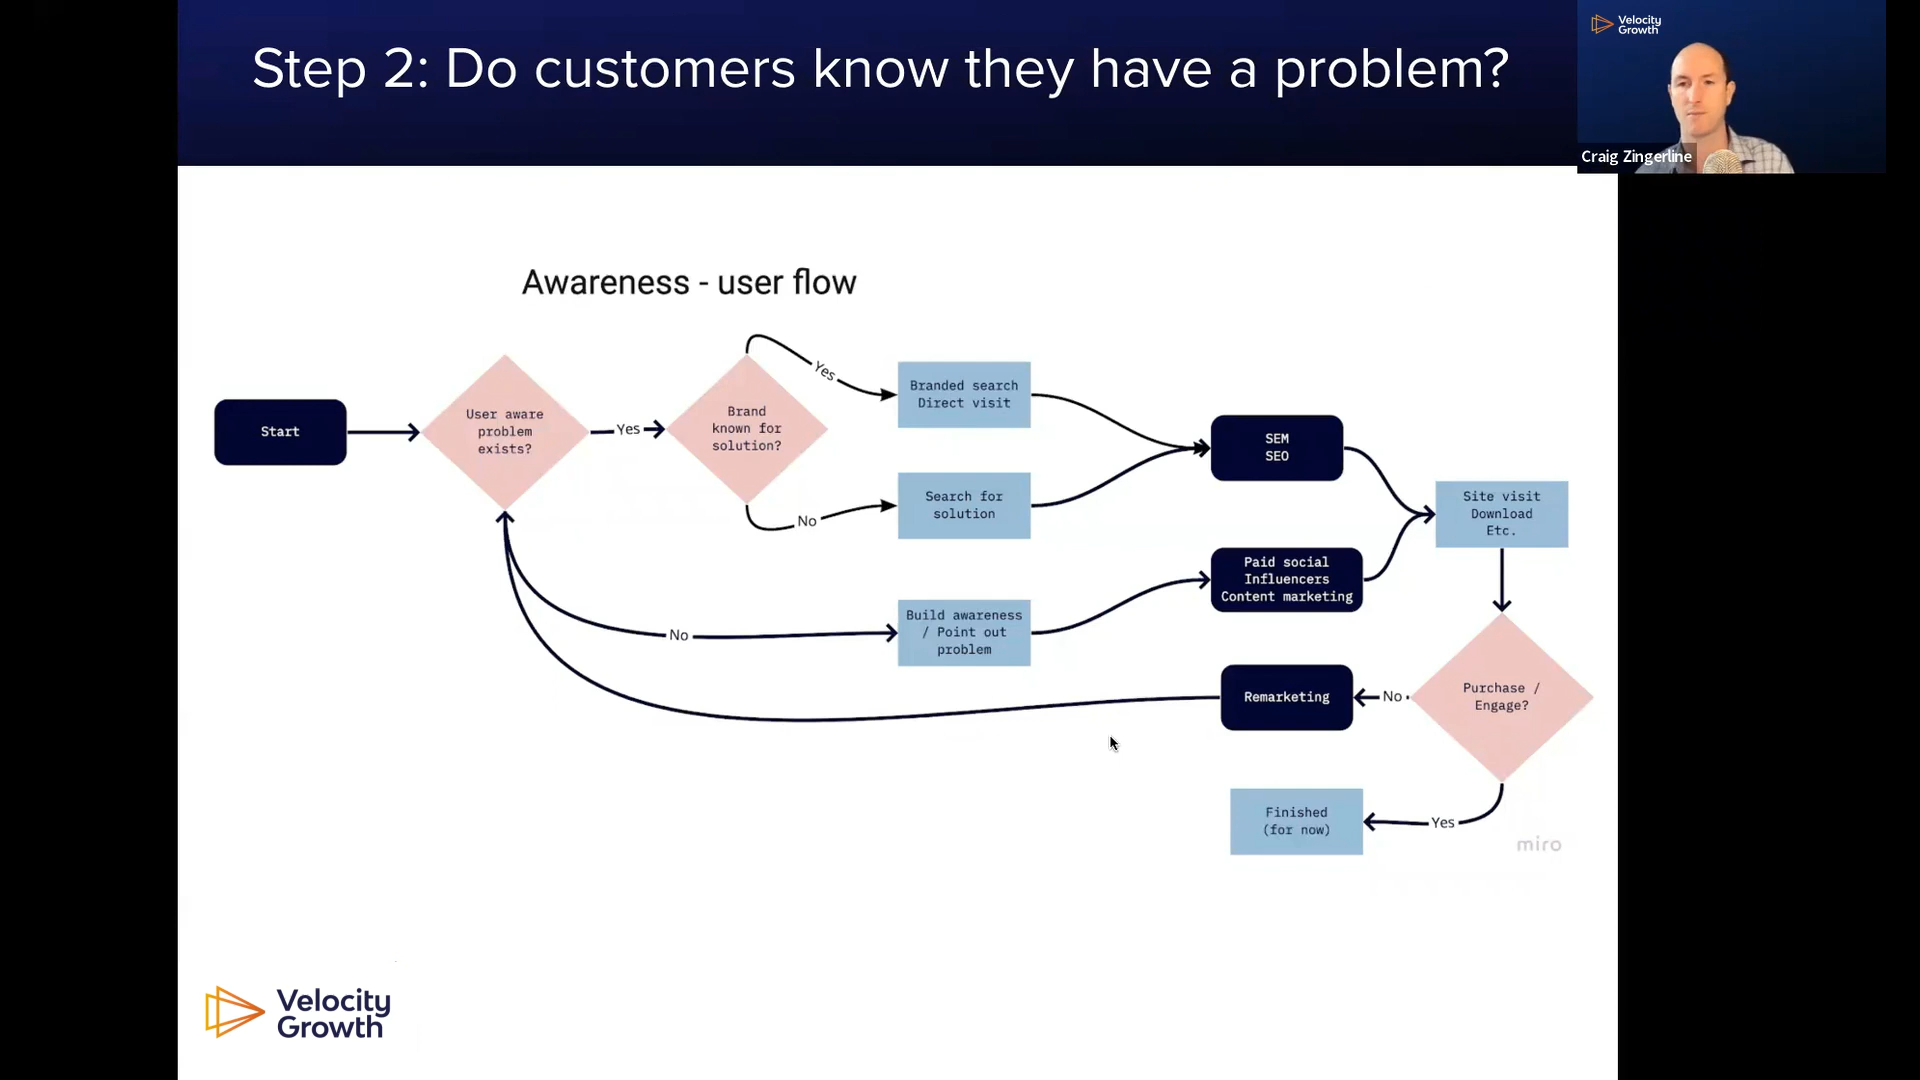 Step 2: Do customers know they have a problem?
Velocity
Growth
Craig Zingerline
Awareness - user flow
Start
User aware
problem
exists?
Yes
Brand
known for
solution?
Yes
No
Branded search
Direct visit
Search for
solution
SEM
SEO
Site visit
Download
Etc.
No
Build awareness
/ Point out
problem
Paid social
Influencers
Content marketing
Remarketing
No
Purchase /
Engage?
Finished
(for now)
Yes
miro
Velocity
Growth